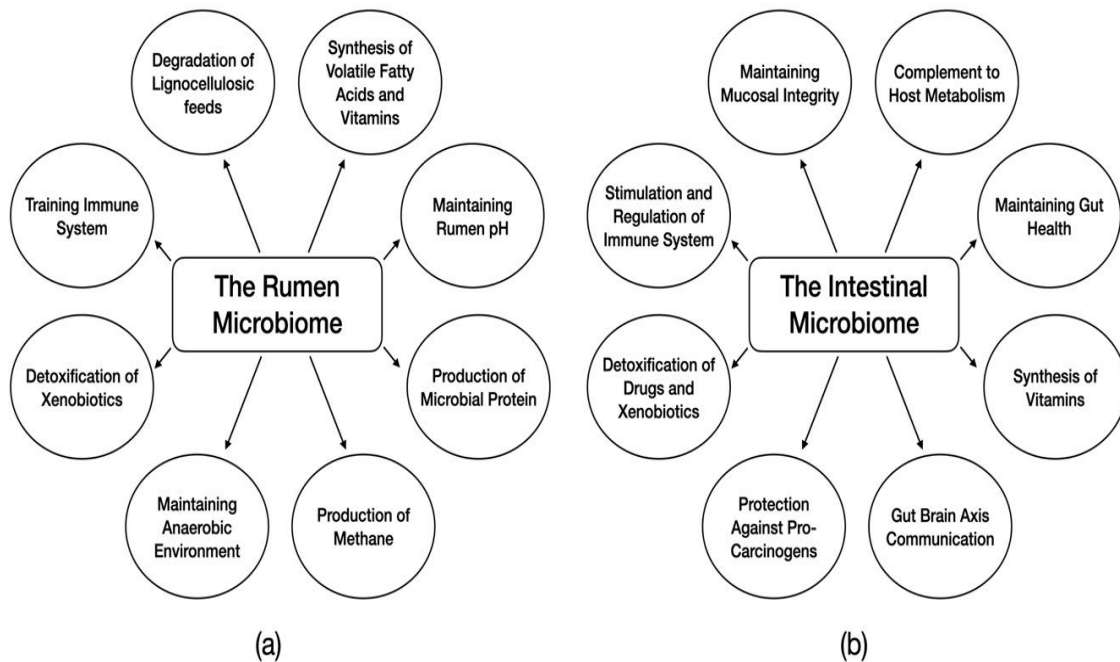 Degradation of
Lignocellulosic
feeds
Synthesis of
Volatile Fatty
Acids and
Vitamins
Training Immune
System
Maintaining
Rumen pH
The Rumen
Microbiome
Detoxification of
Xenobiotics
Production of
Microbial Protein
Maintaining
Anaerobic
Environment
Production of
Methane
(a)
Maintaining
Mucosal Integrity
Complement to
Host Metabolism
Stimulation and
Regulation of
Immune System
Maintaining Gut
Health
The Intestinal
Microbiome
Detoxification of
Drugs and
Xenobiotics
Synthesis of
Vitamins
Protection
Against Pro-
Carcinogens
Gut Brain Axis
Communication
(b)